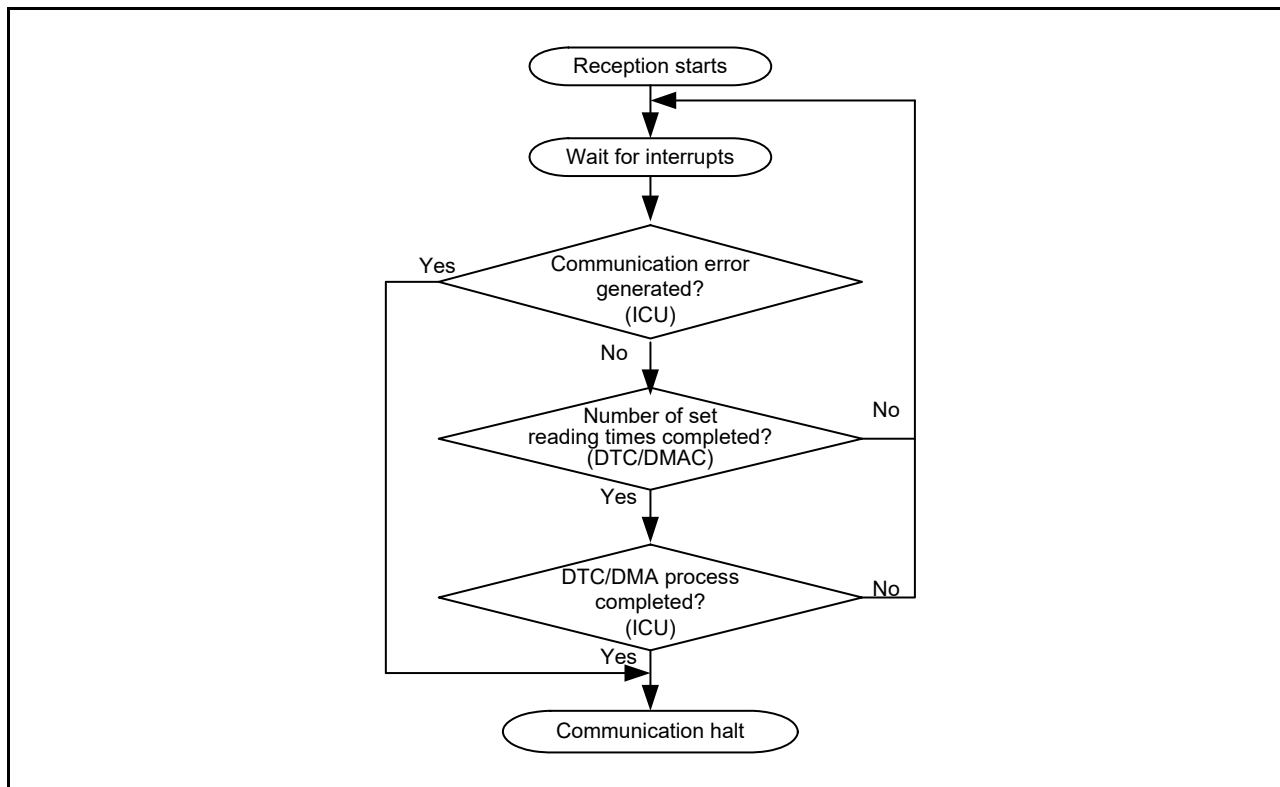 Reception starts
Wait for interrupts
Yes
Communication error
generated?
(ICU)
No
Number of set
reading times completed?
(DTC/DMAC)
No
Yes
DTC/DMA process
completed?
(ICU)
No
Yes
Communication halt